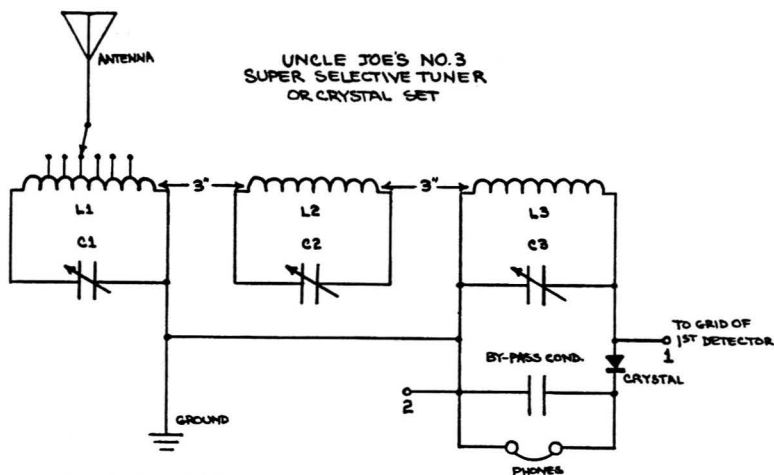 ANTENNA
UNCLE JOE'S NO.3
SUPER SELECTIVE TUNER
OR CRYSTAL SET
3"
3"
L1
L2
L3
C1
C2
C3
TO GRID OF
1ST DETECTOR
1
BY-PASS COND.
CRYSTAL
2
GROUND
PHONES